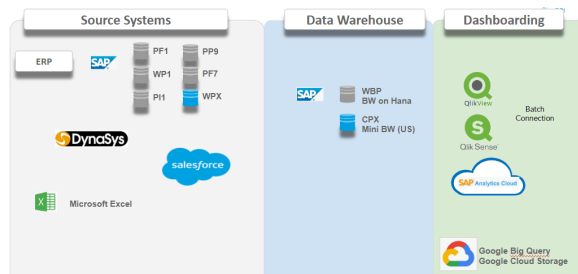 Source Systems
Data Warehouse
Dashboarding
ERP
SAP
PF1
PP9
WP1
PF7
PI1
WPX
DynaSys
salesforce
Microsoft Excel
SAP
WBP
BW on Hana
CPX
Mini BW (US)
QlikView
Batch
Connection
Qlik Sense
SAP Analytics Cloud
Google Big Query
Google Cloud Storage